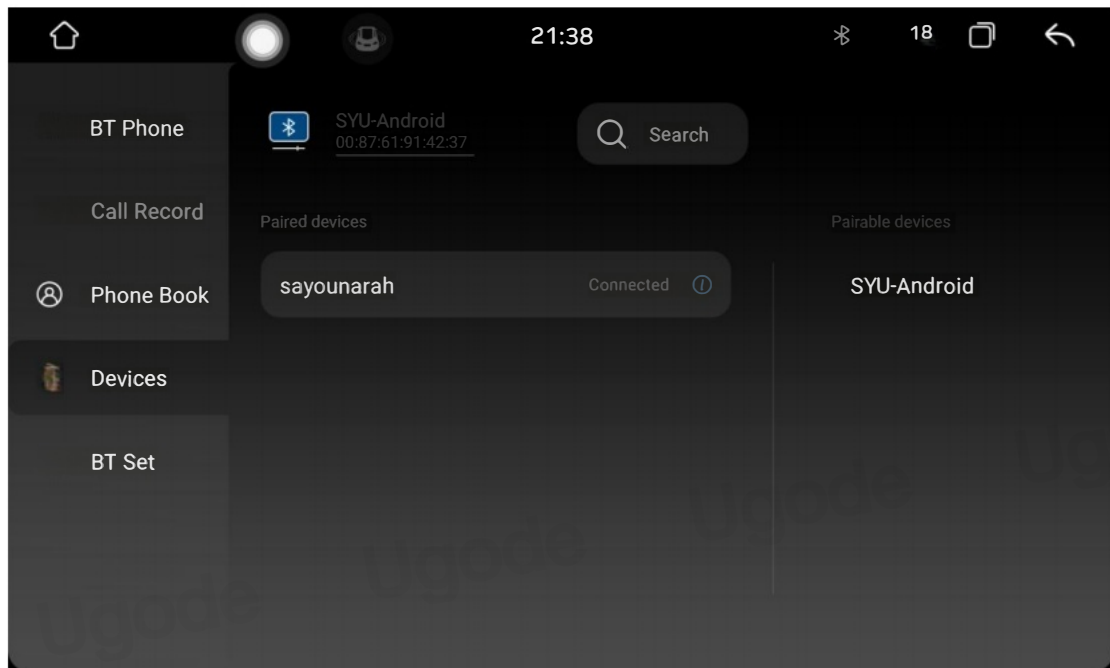 21:38
18
BT Phone
SYU-Android
00:87:61:91:42:37
Search
Call Record
Paired devices
Pairable devices
Phone Book
sayounarah
Connected
SYU-Android
Devices
BT Set
Ugode
Ugode
Ugode
Ug